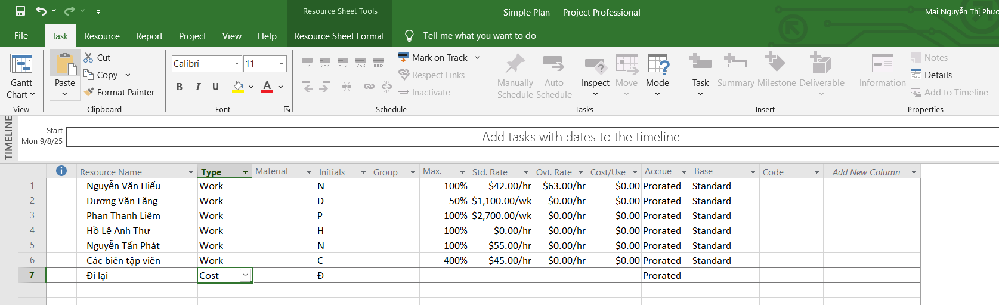 Resource Sheet Tools
Simple Plan - Project Professional
Mai Nguyễn Thị Phươ
File Task Resource Report Project View Help Resource Sheet Format Tell me what you want to do
Gantt Chart
View
Paste
Cut
Copy
Format Painter
Clipboard
Calibri 11
B I U A
Font
0% 25% 50% 75% 100%
Mark on Track
Respect Links
Inactivate
Schedule
Manually Schedule
Auto Schedule
Inspect
Move
Mode
Tasks
Task
Summary
Milestone
Deliverable
Insert
Information
Notes
Details
Add to Timeline
Properties
TIMELINE
Start
Mon 9/8/25
Add tasks with dates to the timeline
Resource Name Type Material Initials Group Max. Std. Rate Ovt. Rate Cost/Use Accrue Base Code Add New Column
1 Nguyễn Văn Hiếu Work N 100% $42.00/hr $63.00/hr $0.00 Prorated Standard
2 Dương Văn Lăng Work D 50% $1,100.00/wk $0.00/hr $0.00 Prorated Standard
3 Phan Thanh Liêm Work P 100% $2,700.00/wk $0.00/hr $0.00 Prorated Standard
4 Hồ Lê Anh Thư Work H 100% $0.00/hr $0.00/hr $0.00 Prorated Standard
5 Nguyễn Tấn Phát Work N 100% $55.00/hr $0.00/hr $0.00 Prorated Standard
6 Các biên tập viên Work C 400% $45.00/hr $0.00/hr $0.00 Prorated Standard
7 Đi lại Cost Đ Prorated